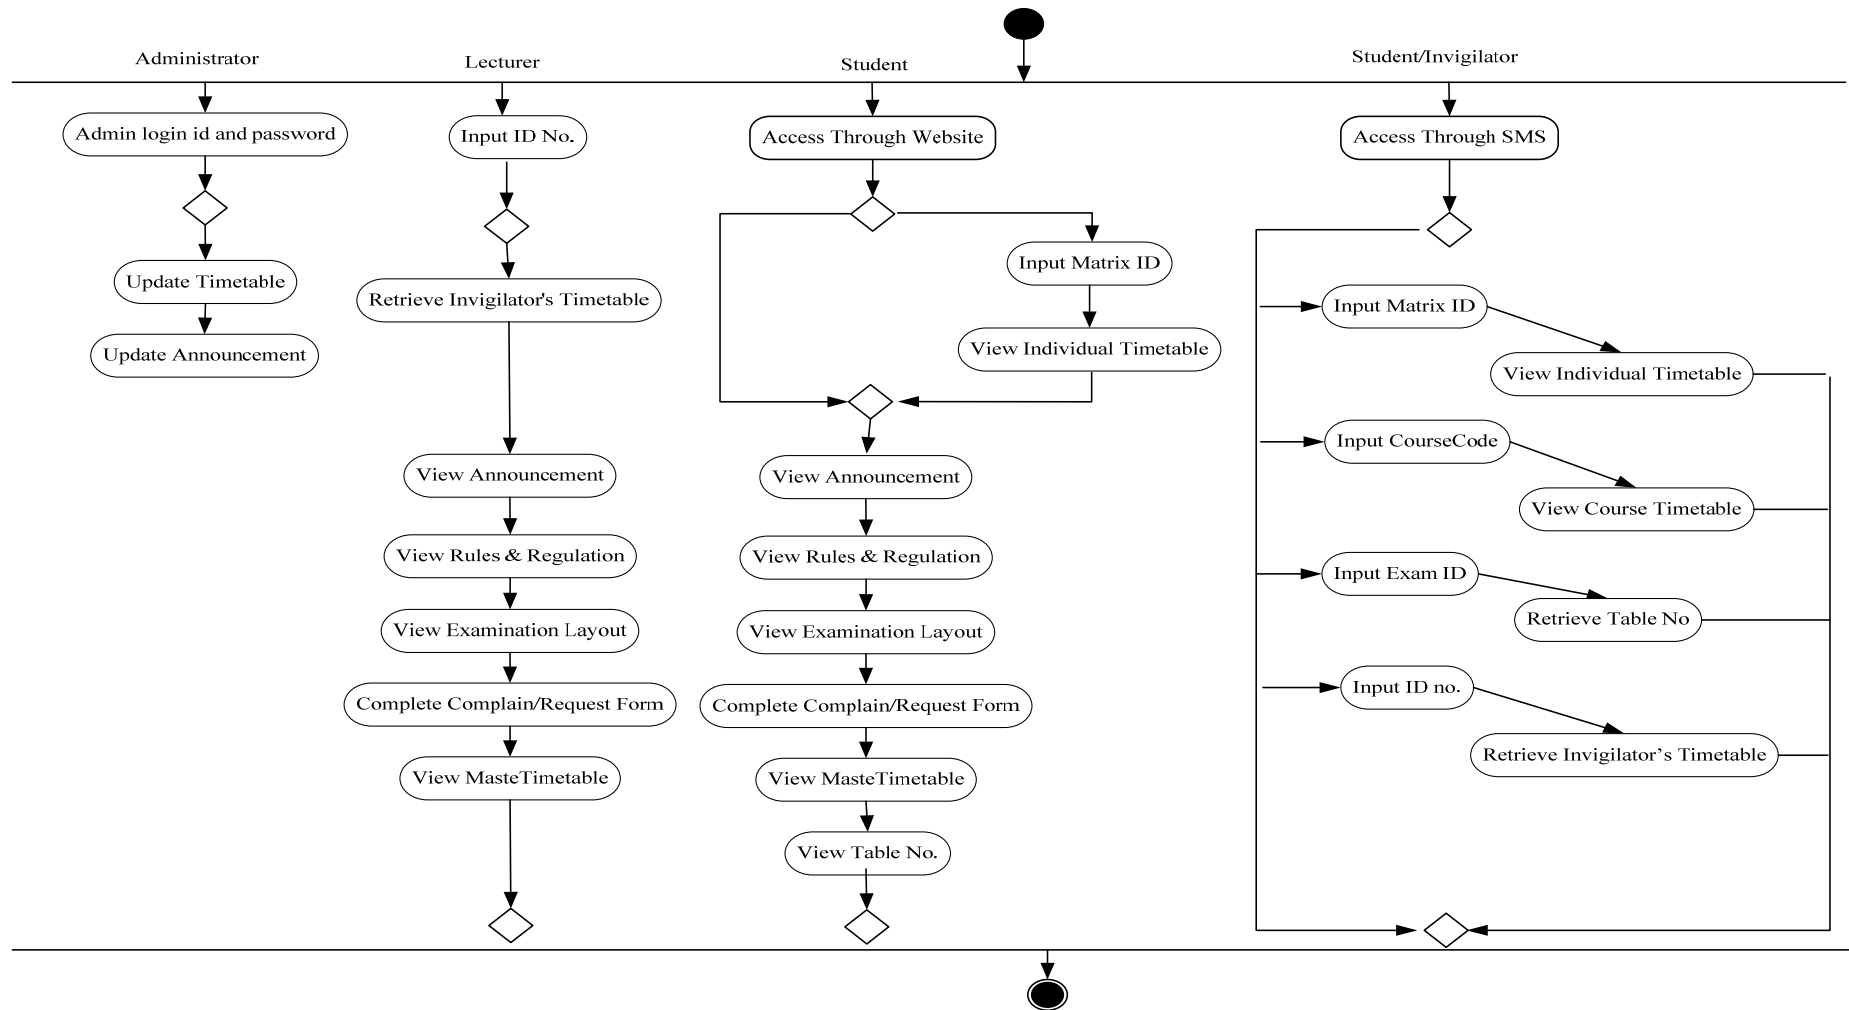 Administrator
Lecturer
Student
Student/Invigilator
Admin login id and password
Update Timetable
Update Announcement
Input ID No.
Retrieve Invigilator's Timetable
View Announcement
View Rules & Regulation
View Examination Layout
Complete Complain/Request Form
View MasteTimetable
Access Through Website
Input Matrix ID
View Individual Timetable
View Announcement
View Rules & Regulation
View Examination Layout
Complete Complain/Request Form
View MasteTimetable
View Table No.
Access Through SMS
Input Matrix ID
View Individual Timetable
Input CourseCode
View Course Timetable
Input Exam ID
Retrieve Table No
Input ID no.
Retrieve Invigilator’s Timetable